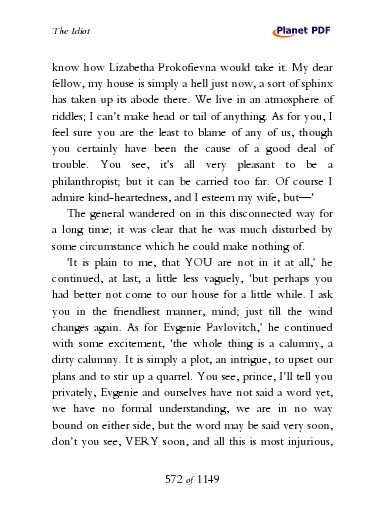 The Idiot
Planet PDF
know how Lizabetha Prokofievna would take it. My dear
fellow, my house is simply a hell just now, a sort of sphinx
has taken up its abode there. We live in an atmosphere of
riddles; I can't make head or tail of anything. As for you, I
feel sure you are the least to blame of any of us, though
you certainly have been the cause of a good deal of
trouble. You see, it's all very pleasant to be a
philanthropist; but it can be carried too far. Of course I
admire kind-heartedness, and I esteem my wife, but—'
The general wandered on in this disconnected way for
a long time; it was clear that he was much disturbed by
some circumstance which he could make nothing of.
'It is plain to me, that YOU are not in it at all,' he
continued, at last, a little less vaguely, 'but perhaps you
had better not come to our house for a little while. I ask
you in the friendliest manner, mind; just till the wind
changes again. As for Evgenie Pavlovitch,' he continued
with some excitement, 'the whole thing is a calumny, a
dirty calumny. It is simply a plot, an intrigue, to upset our
plans and to stir up a quarrel. You see, prince, I'll tell you
privately, Evgenie and ourselves have not said a word yet,
we have no formal understanding, we are in no way
bound on either side, but the word may be said very soon,
don't you see, VERY soon, and all this is most injurious,
572 of 1149